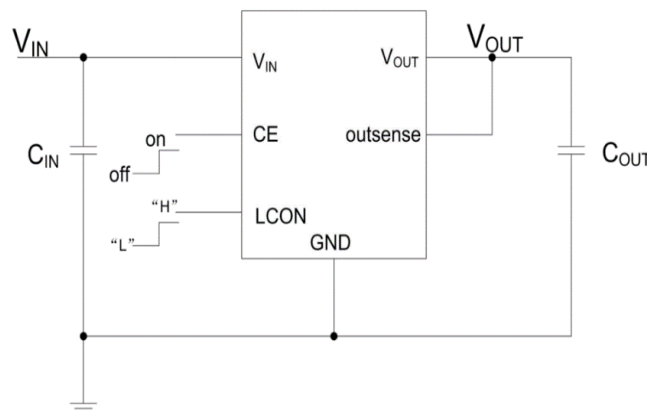 VIN
VOUT
VIN
VOUT
on
CE
outsense
CIN
COUT
off
“H”
LCON
“L”
GND